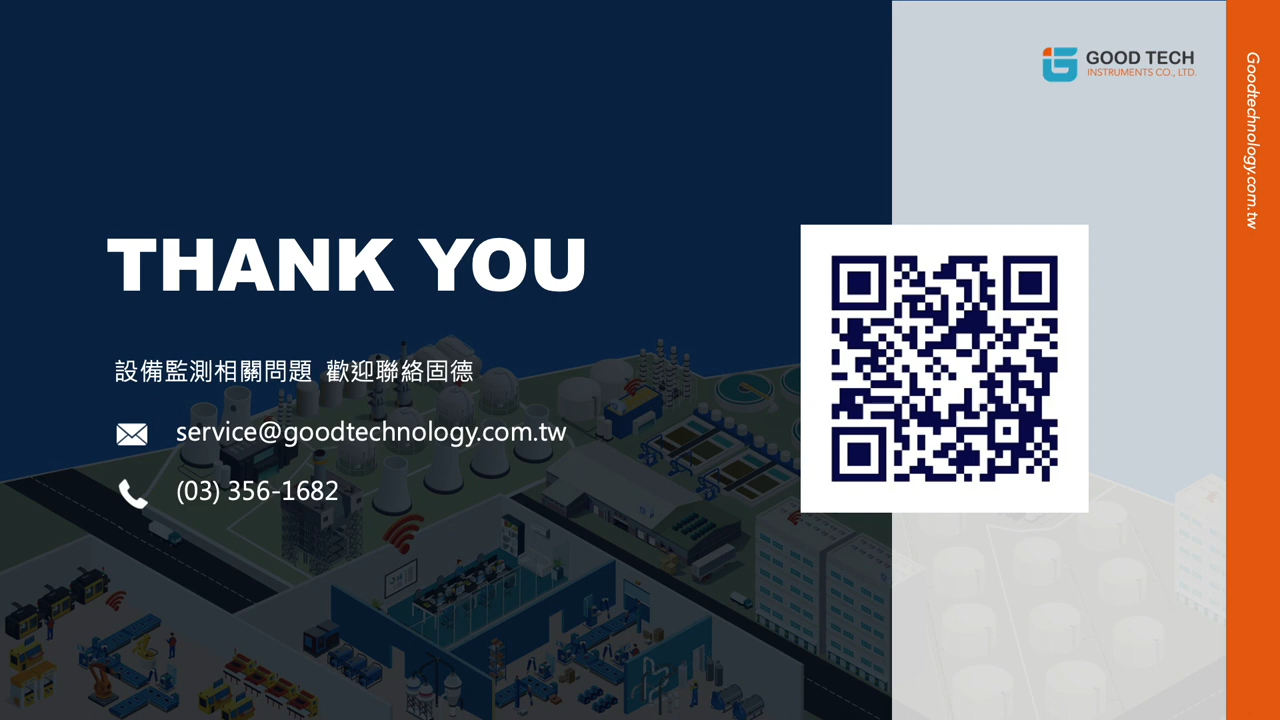 GOOD TECH
INSTRUMENTS CO., LTD.
Goodtechnology.com.tw
THANK YOU
設備監測相關問題 歡迎聯絡固德
service@goodtechnology.com.tw
(03) 356-1682